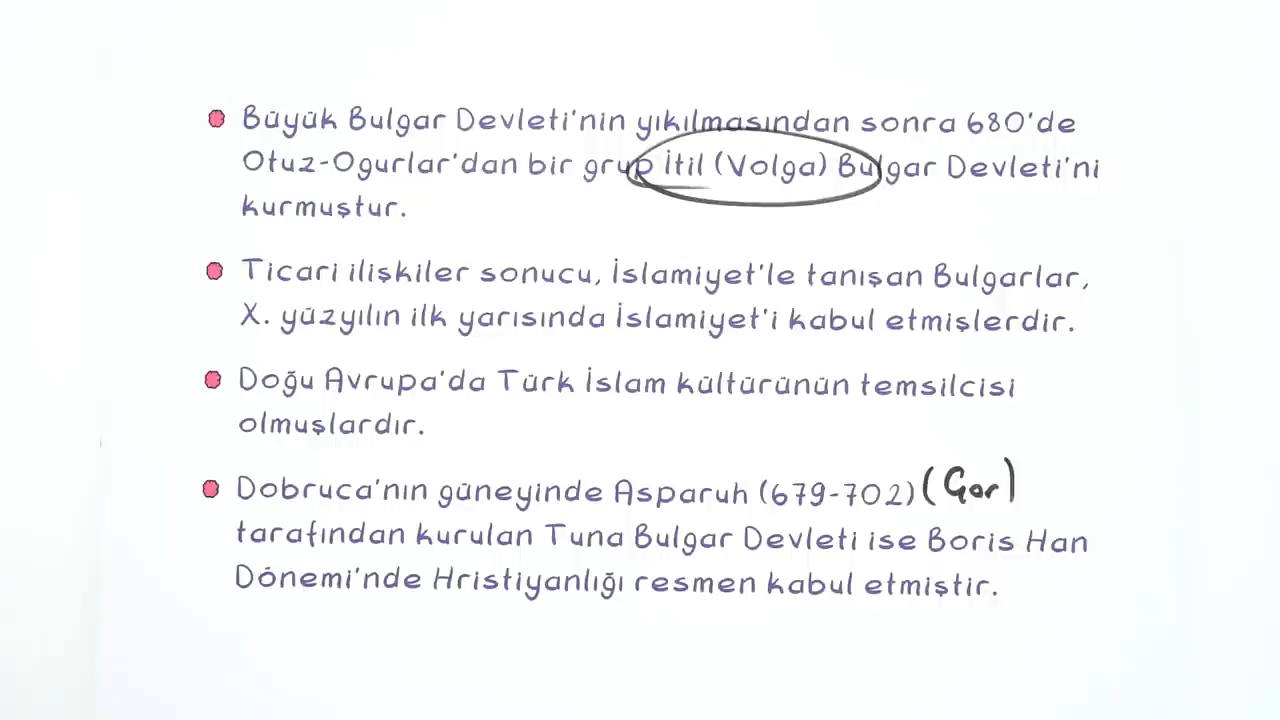 Büyük Bulgar Devleti'nin yıkılmasından sonra 680'de
Otuz-Ogurlar'dan bir grup İtil (Volga) Bulgar Devleti'ni
kurmuştur.
Ticari ilişkiler sonucu, İslamiyet'le tanışan Bulgarlar,
X. yüzyılın ilk yarısında İslamiyet'i kabul etmişlerdir.
Doğu Avrupa'da Türk İslam kültürünün temsilcisi
olmuşlardır.
Dobruca'nın güneyinde Asparuh (679-702) (Gor)
tarafından kurulan Tuna Bulgar Devleti ise Boris Han
Dönemi'nde Hristiyanlığı resmen kabul etmiştir.